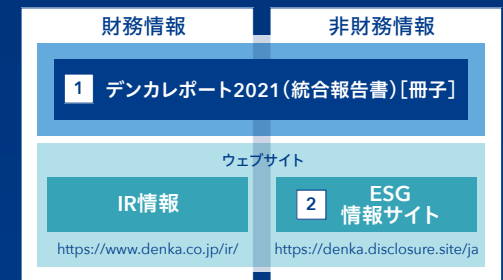 財務情報
非財務情報
1 デンカレポート2021(統合報告書)[冊子]
ウェブサイト
IR情報
2 ESG
情報サイト
https://www.denka.co.jp/ir/
https://denka.disclosure.site/ja